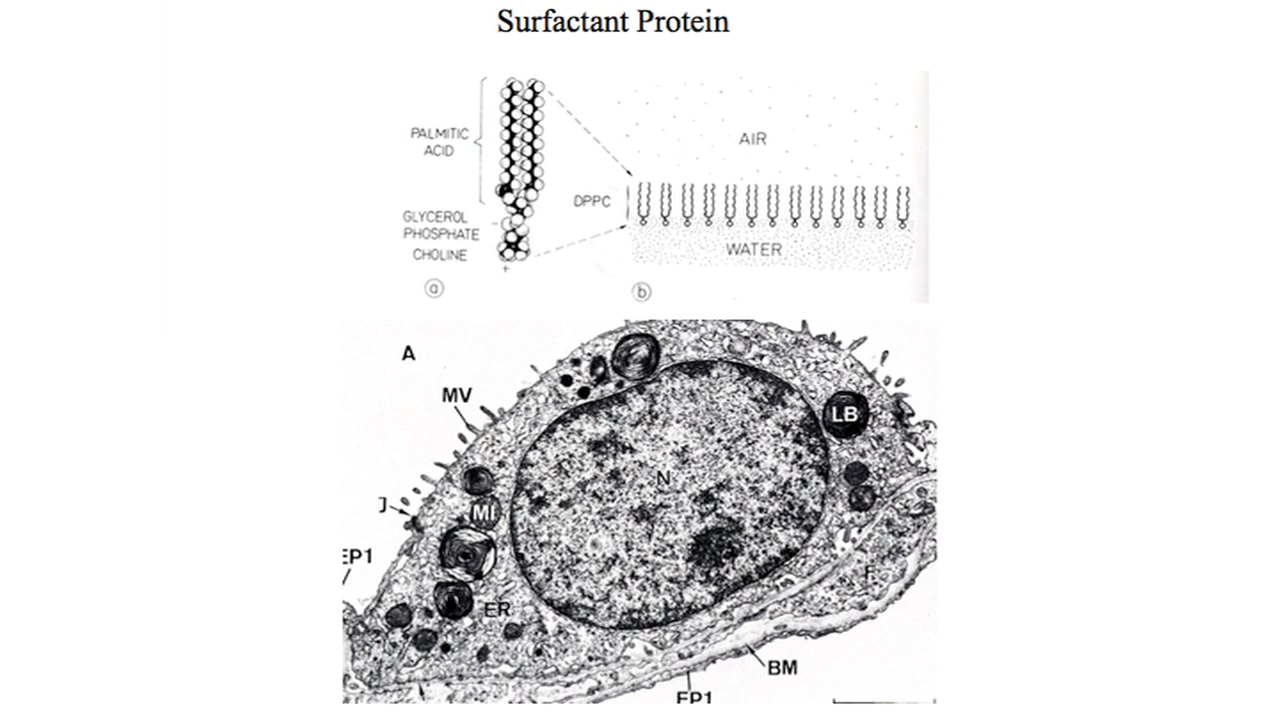 Surfactant Protein
PALMITIC
ACID
GLYCEROL
PHOSPHATE
CHOLINE
+
a
AIR
DPPC
WATER
b
A
MV
LB
N
J
MI
EP1
ER
F
BM
EP1